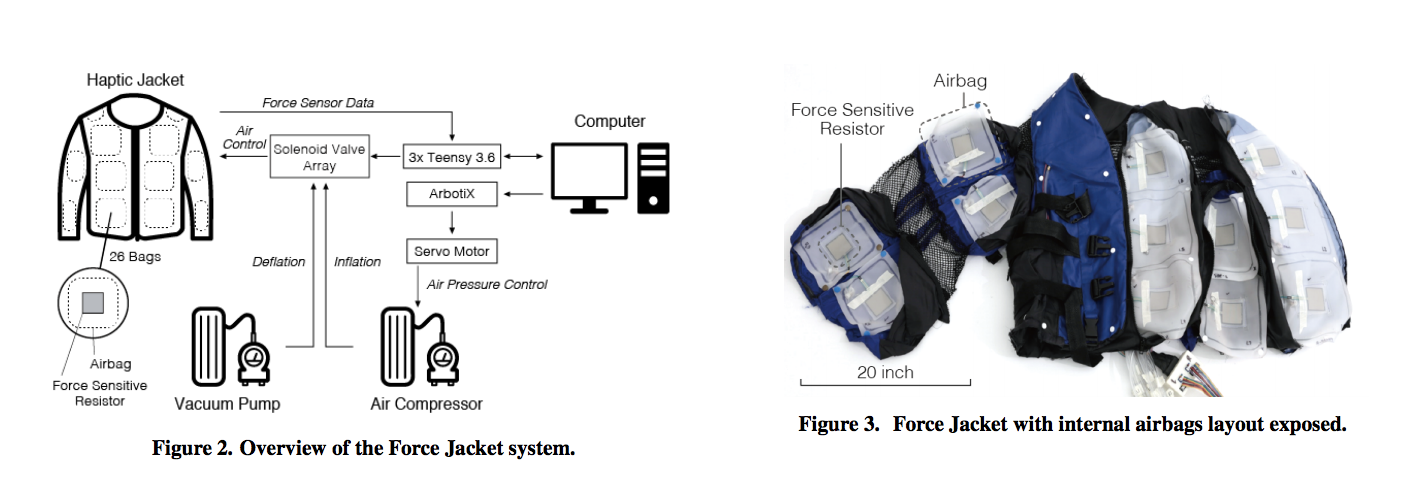 Haptic Jacket
Force Sensor Data
Air
Control
Solenoid Valve
Array
3x Teensy 3.6
Computer
ArbotiX
Servo Motor
26 Bags
Deflation
Inflation
Air Pressure Control
Airbag
Force Sensitive
Resistor
Vacuum Pump
Air Compressor
Figure 2. Overview of the Force Jacket system.
Airbag
Force Sensitive
Resistor
20 inch
Figure 3. Force Jacket with internal airbags layout exposed.